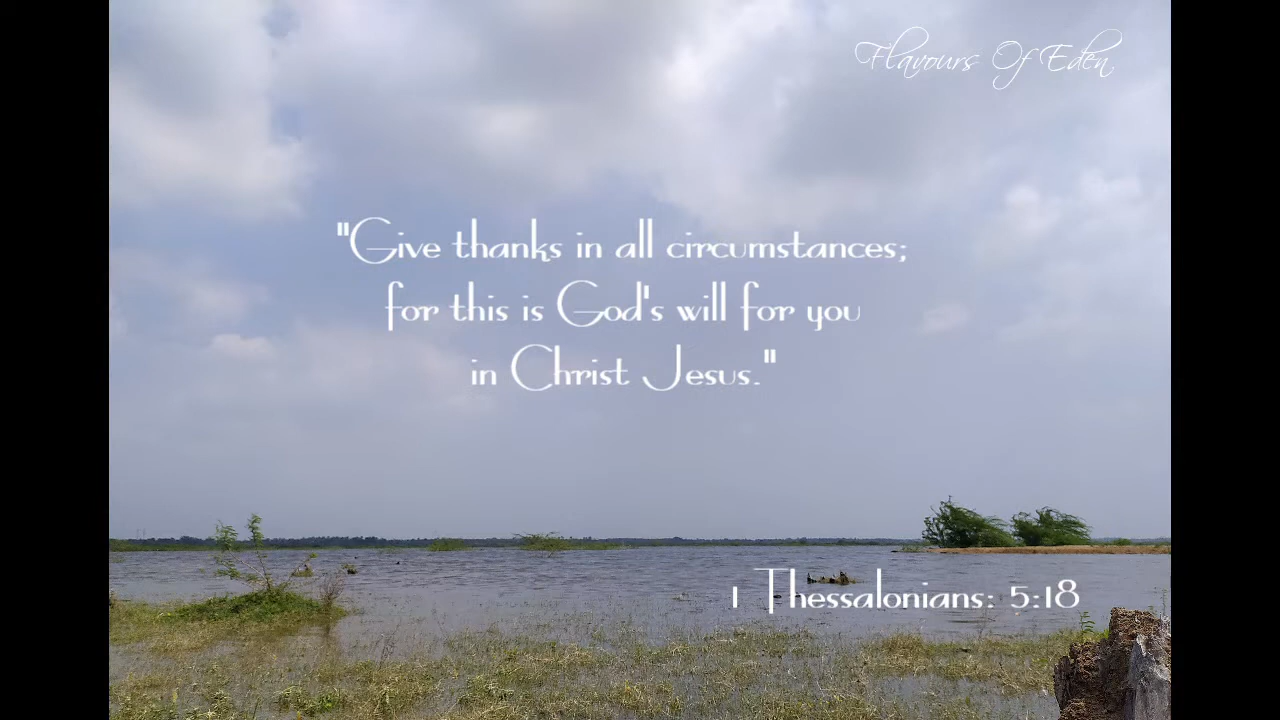 Flavours Of Eden
"Give thanks in all circumstances;
for this is God's will for you
in Christ Jesus."
1 Thessalonians: 5:18